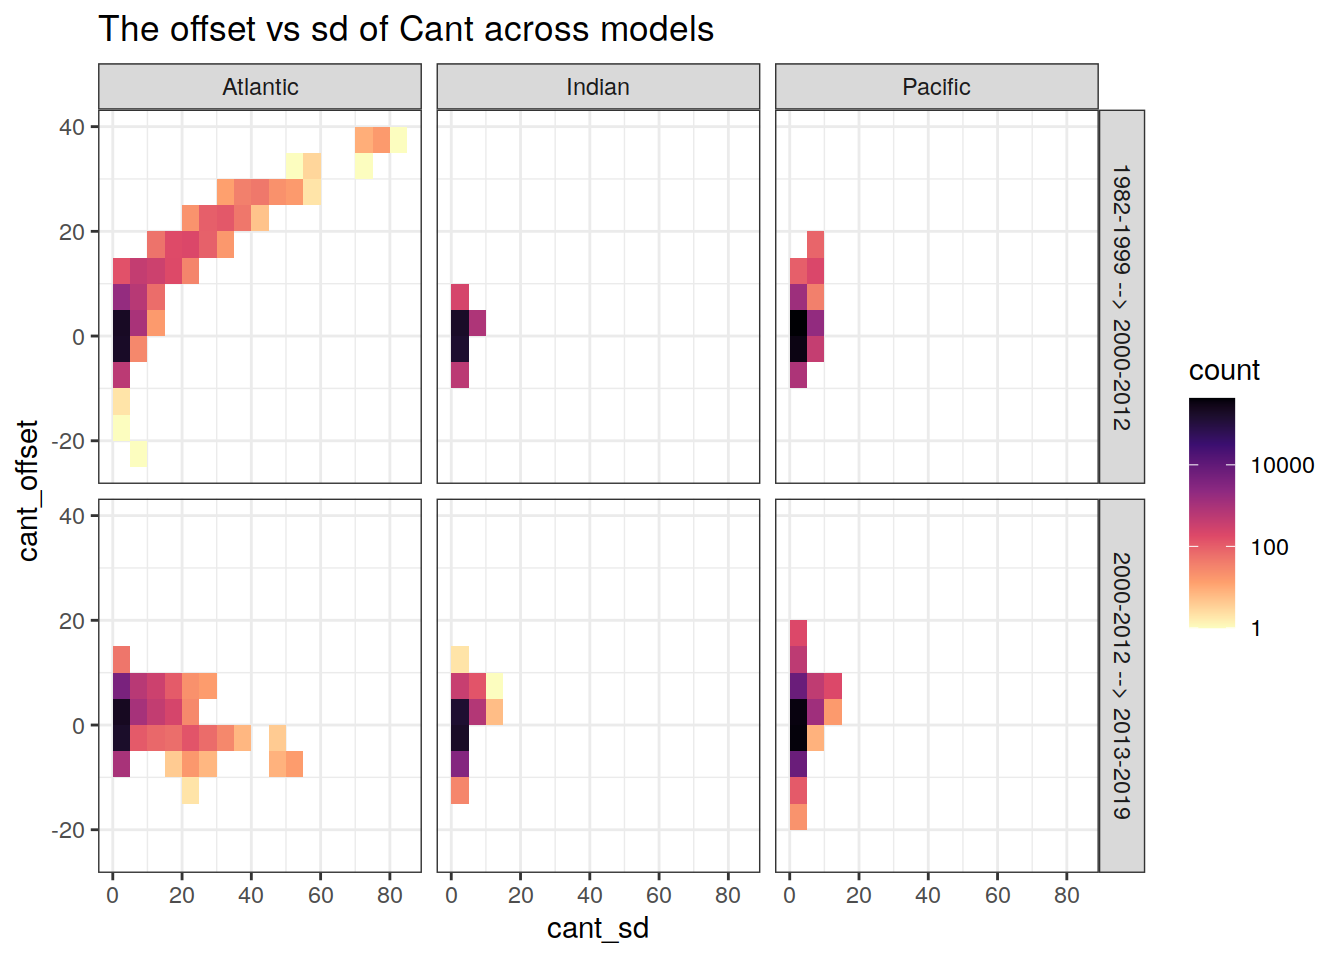 The offset vs sd of Cant across models
Atlantic
Indian
Pacific
40
20
0
-20
1982-1999 --> 2000-2012
40
20
0
-20
2000-2012 --> 2013-2019
0 20 40 60 80
0 20 40 60 80
0 20 40 60 80
cant_sd
cant_offset
count
10000
100
1